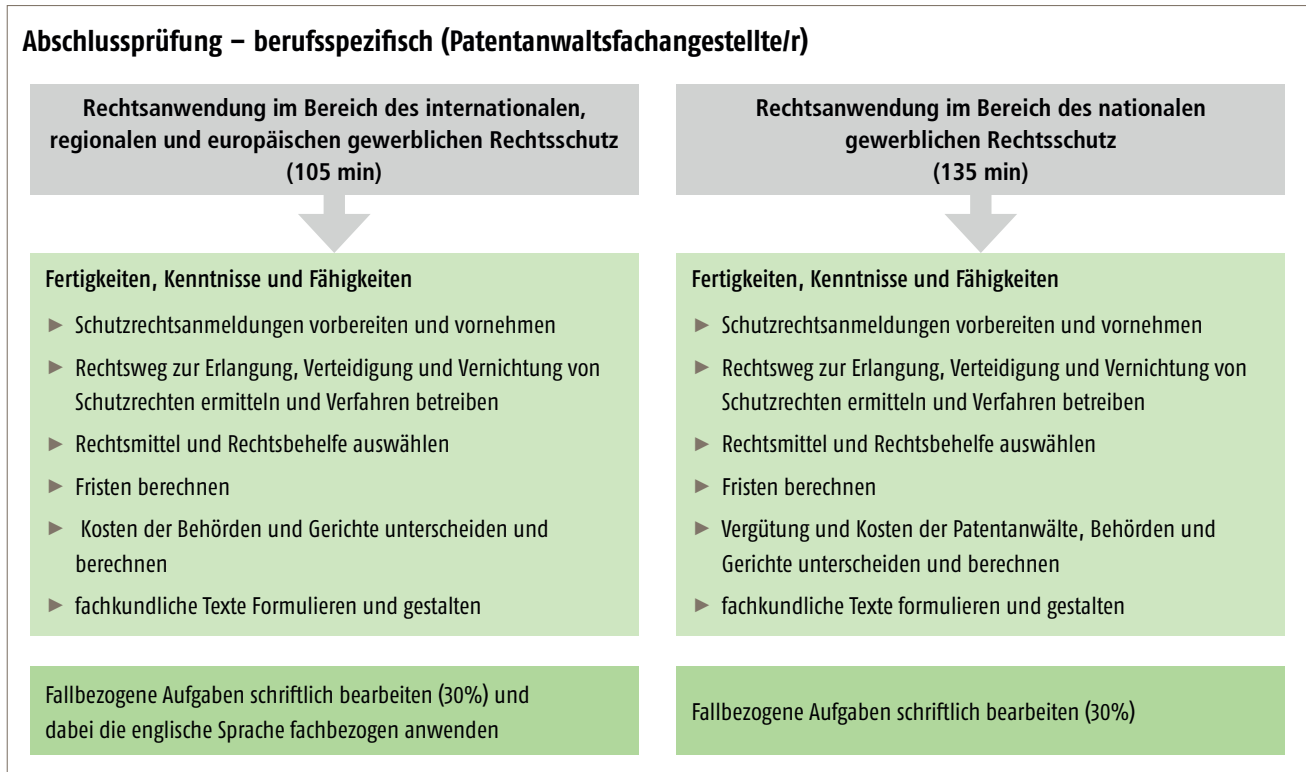 Abschlussprüfung – berufsspezifisch (Patentanwaltsfachangestellte/r)
Rechtsanwendung im Bereich des internationalen,
regionalen und europäischen gewerblichen Rechtsschutz
(105 min)
Fertigkeiten, Kenntnisse und Fähigkeiten
► Schutzrechtsanmeldungen vorbereiten und vornehmen
► Rechtsweg zur Erlangung, Verteidigung und Vernichtung von
Schutzrechten ermitteln und Verfahren betreiben
► Rechtsmittel und Rechtsbehelfe auswählen
► Fristen berechnen
► Kosten der Behörden und Gerichte unterscheiden und
berechnen
► fachkundliche Texte Formulieren und gestalten
Fallbezogene Aufgaben schriftlich bearbeiten (30%) und
dabei die englische Sprache fachbezogen anwenden
Rechtsanwendung im Bereich des nationalen
gewerblichen Rechtsschutz
(135 min)
Fertigkeiten, Kenntnisse und Fähigkeiten
► Schutzrechtsanmeldungen vorbereiten und vornehmen
► Rechtsweg zur Erlangung, Verteidigung und Vernichtung von
Schutzrechten ermitteln und Verfahren betreiben
► Rechtsmittel und Rechtsbehelfe auswählen
► Fristen berechnen
► Vergütung und Kosten der Patentanwälte, Behörden und
Gerichte unterscheiden und berechnen
► fachkundliche Texte formulieren und gestalten
Fallbezogene Aufgaben schriftlich bearbeiten (30%)